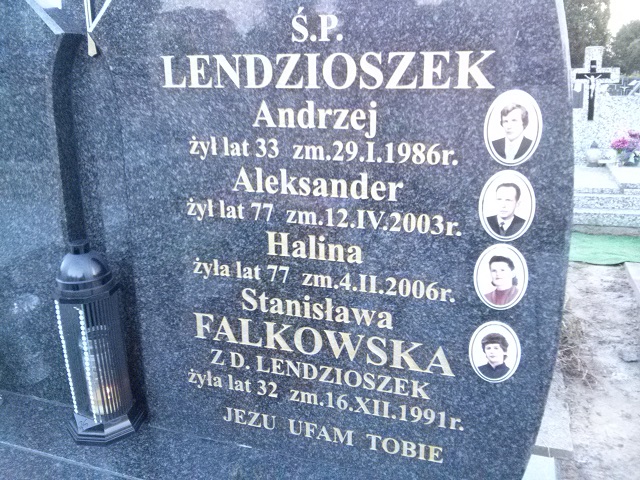 Ś.P.
LENDZIOSZEK
Andrzej
żył lat 33 zm.29.I.1986r.
Aleksander
żył lat 77 zm.12.IV.2003r.
Halina
żyła lat 77 zm.4.II.2006r.
Stanisława
FALKOWSKA
Z D. LENDZIOSZEK
żyła lat 32 zm.16.XII.1991r.
JEZU UFAM TOBIE